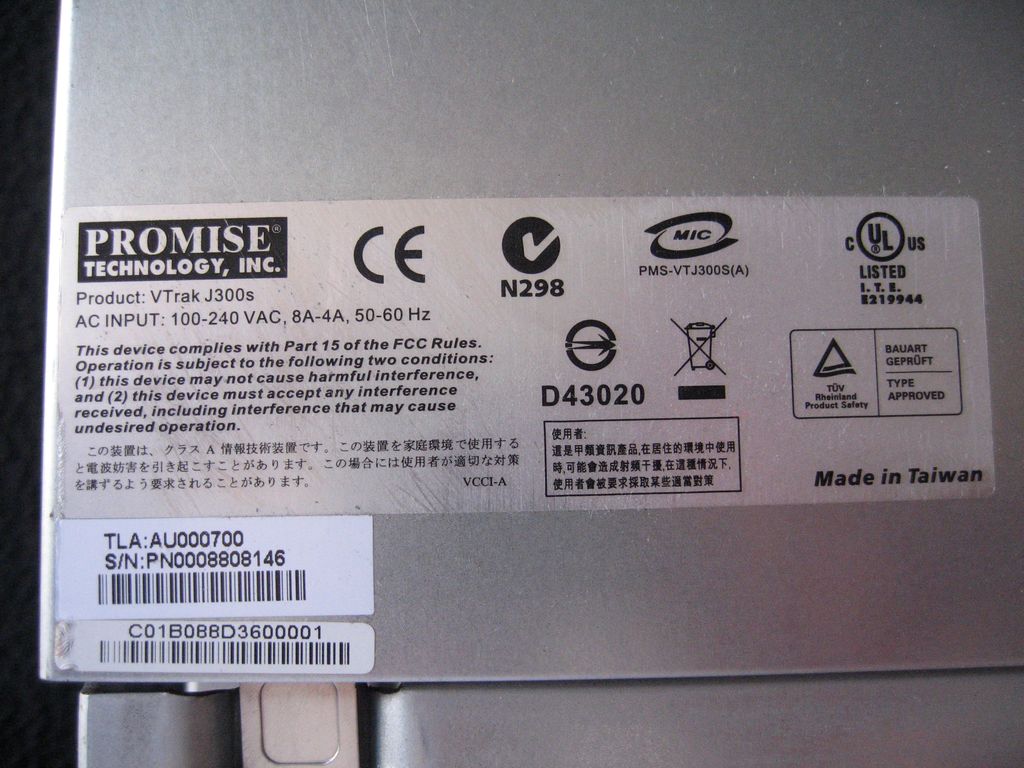 PROMISE®
TECHNOLOGY, INC.
Product: VTrak J300s
AC INPUT: 100-240 VAC, 8A-4A, 50-60 Hz
This device complies with Part 15 of the FCC Rules.
Operation is subject to the following two conditions:
(1) this device may not cause harmful interference,
and (2) this device must accept any interference
received, including interference that may cause
undesired operation.
この装置は、クラス A 情報技術装置です。この装置を家庭環境で使用する
と電波妨害を引き起こすことがあります。この場合には使用者が適切な対策
を講ずるよう要求されることがあります。 VCCI-A
CE
N298
MIC
PMS-VTJ300S(A)
C UL US
LISTED
I. T. E.
E219944
D43020
TÜV
Rheinland
Product Safety
BAUART
GEPRÜFT
TYPE
APPROVED
使用者:
這是甲類資訊產品,在居住的環境中使用
時,可能會造成射頻干擾,在這種情況下,
使用者會被要求採取某些適當對策
Made in Taiwan
TLA:AU000700
S/N:PN0008808146
C01B088D3600001